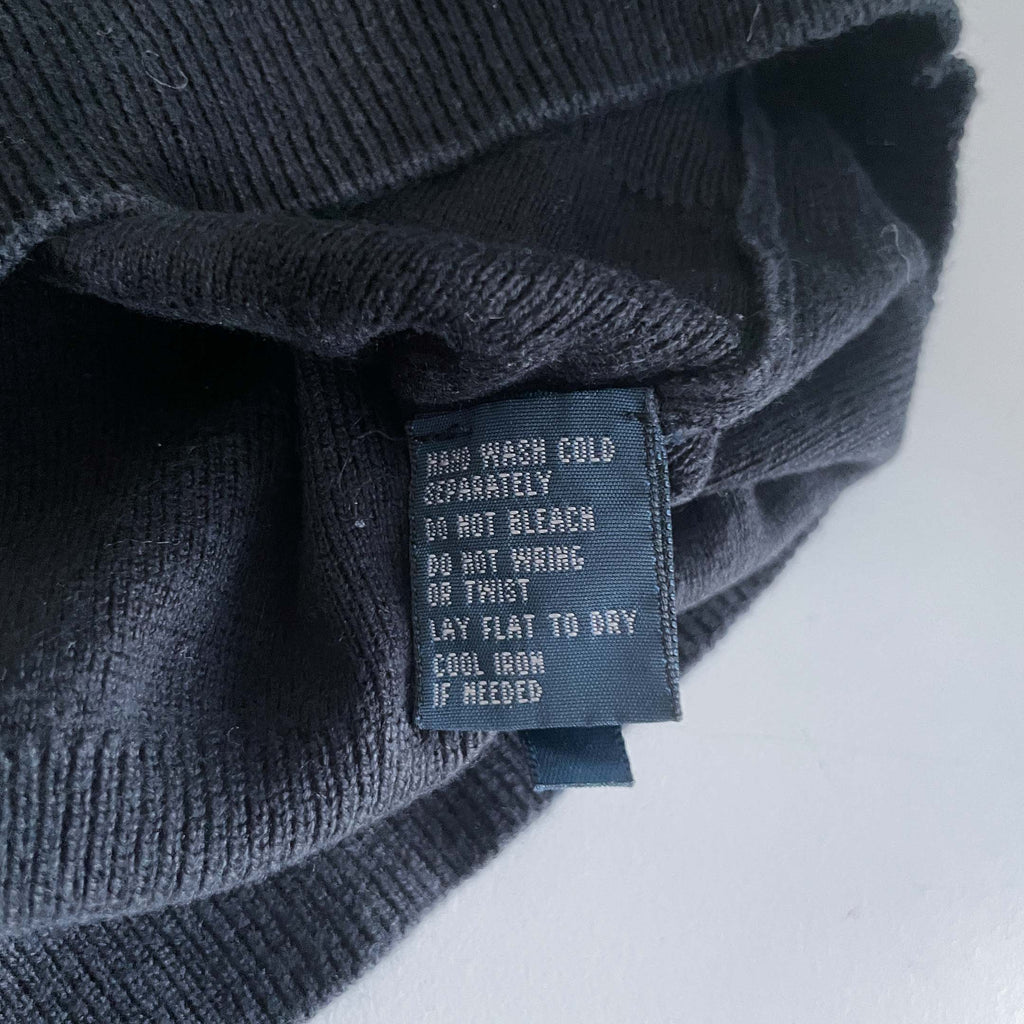 HAND WASH COLD
SEPARATELY
DO NOT BLEACH
DO NOT WRING
OR TWIST
LAY FLAT TO DRY
COOL IRON
IF NEEDED